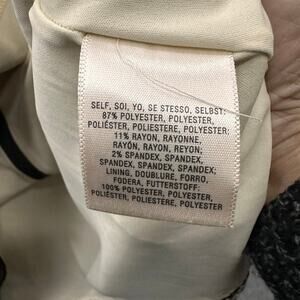 SELF, SOI, YO, SE STESSO, SELBST:
87% POLYESTER, POLYESTER,
POLIÉSTER, POLIESTERE, POLYESTER,
11% RAYON, RAYONNE,
RAYÓN, RAYON, REYON;
2% SPANDEX, SPANDEX,
SPANDEX, SPANDEX, SPANDEX;
LINING, DOUBLURE, FORRO,
FODERA, FUTTERSTOFF:
100% POLYESTER, POLYESTER,
POLIÉSTER, POLIESTERE, POLYESTER